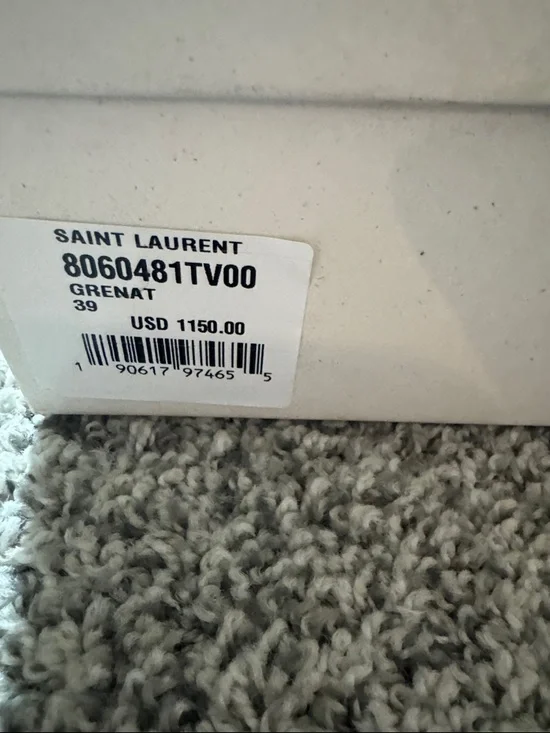 SAINT LAURENT
8060481TV00
GRENAT
39
USD 1150.00
1 90617 97465 5